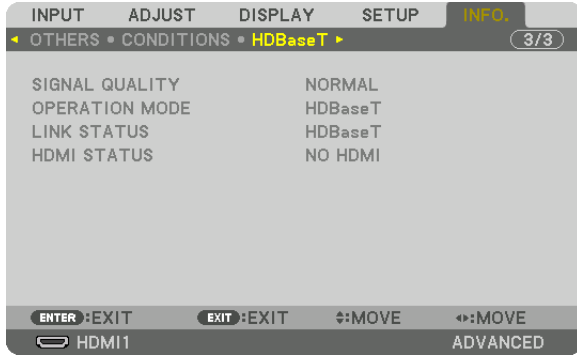 INPUT ADJUST DISPLAY SETUP INFO.
OTHERS • CONDITIONS • HDBaseT
3/3
SIGNAL QUALITY NORMAL
OPERATION MODE HDBaseT
LINK STATUS HDBaseT
HDMI STATUS NO HDMI
ENTER :EXIT EXIT :EXIT :MOVE :MOVE
HDMI1 ADVANCED